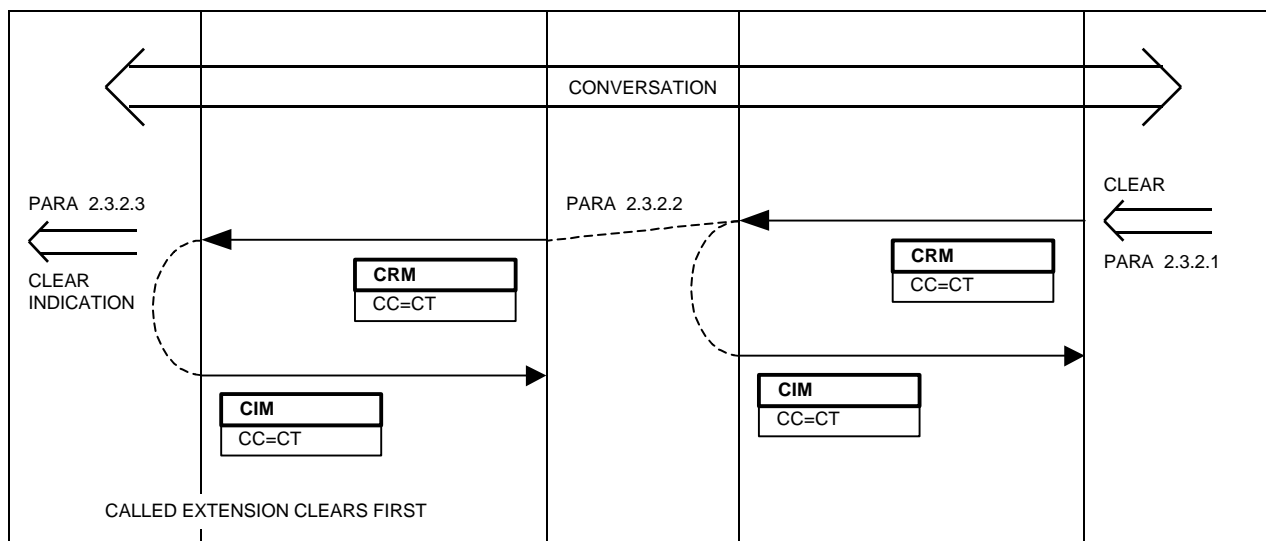 CONVERSATION
PARA 2.3.2.3
PARA 2.3.2.2
CLEAR
CLEAR
INDICATION
CRM
CC=CT
CRM
CC=CT
PARA 2.3.2.1
CIM
CC=CT
CIM
CC=CT
CALLED EXTENSION CLEARS FIRST